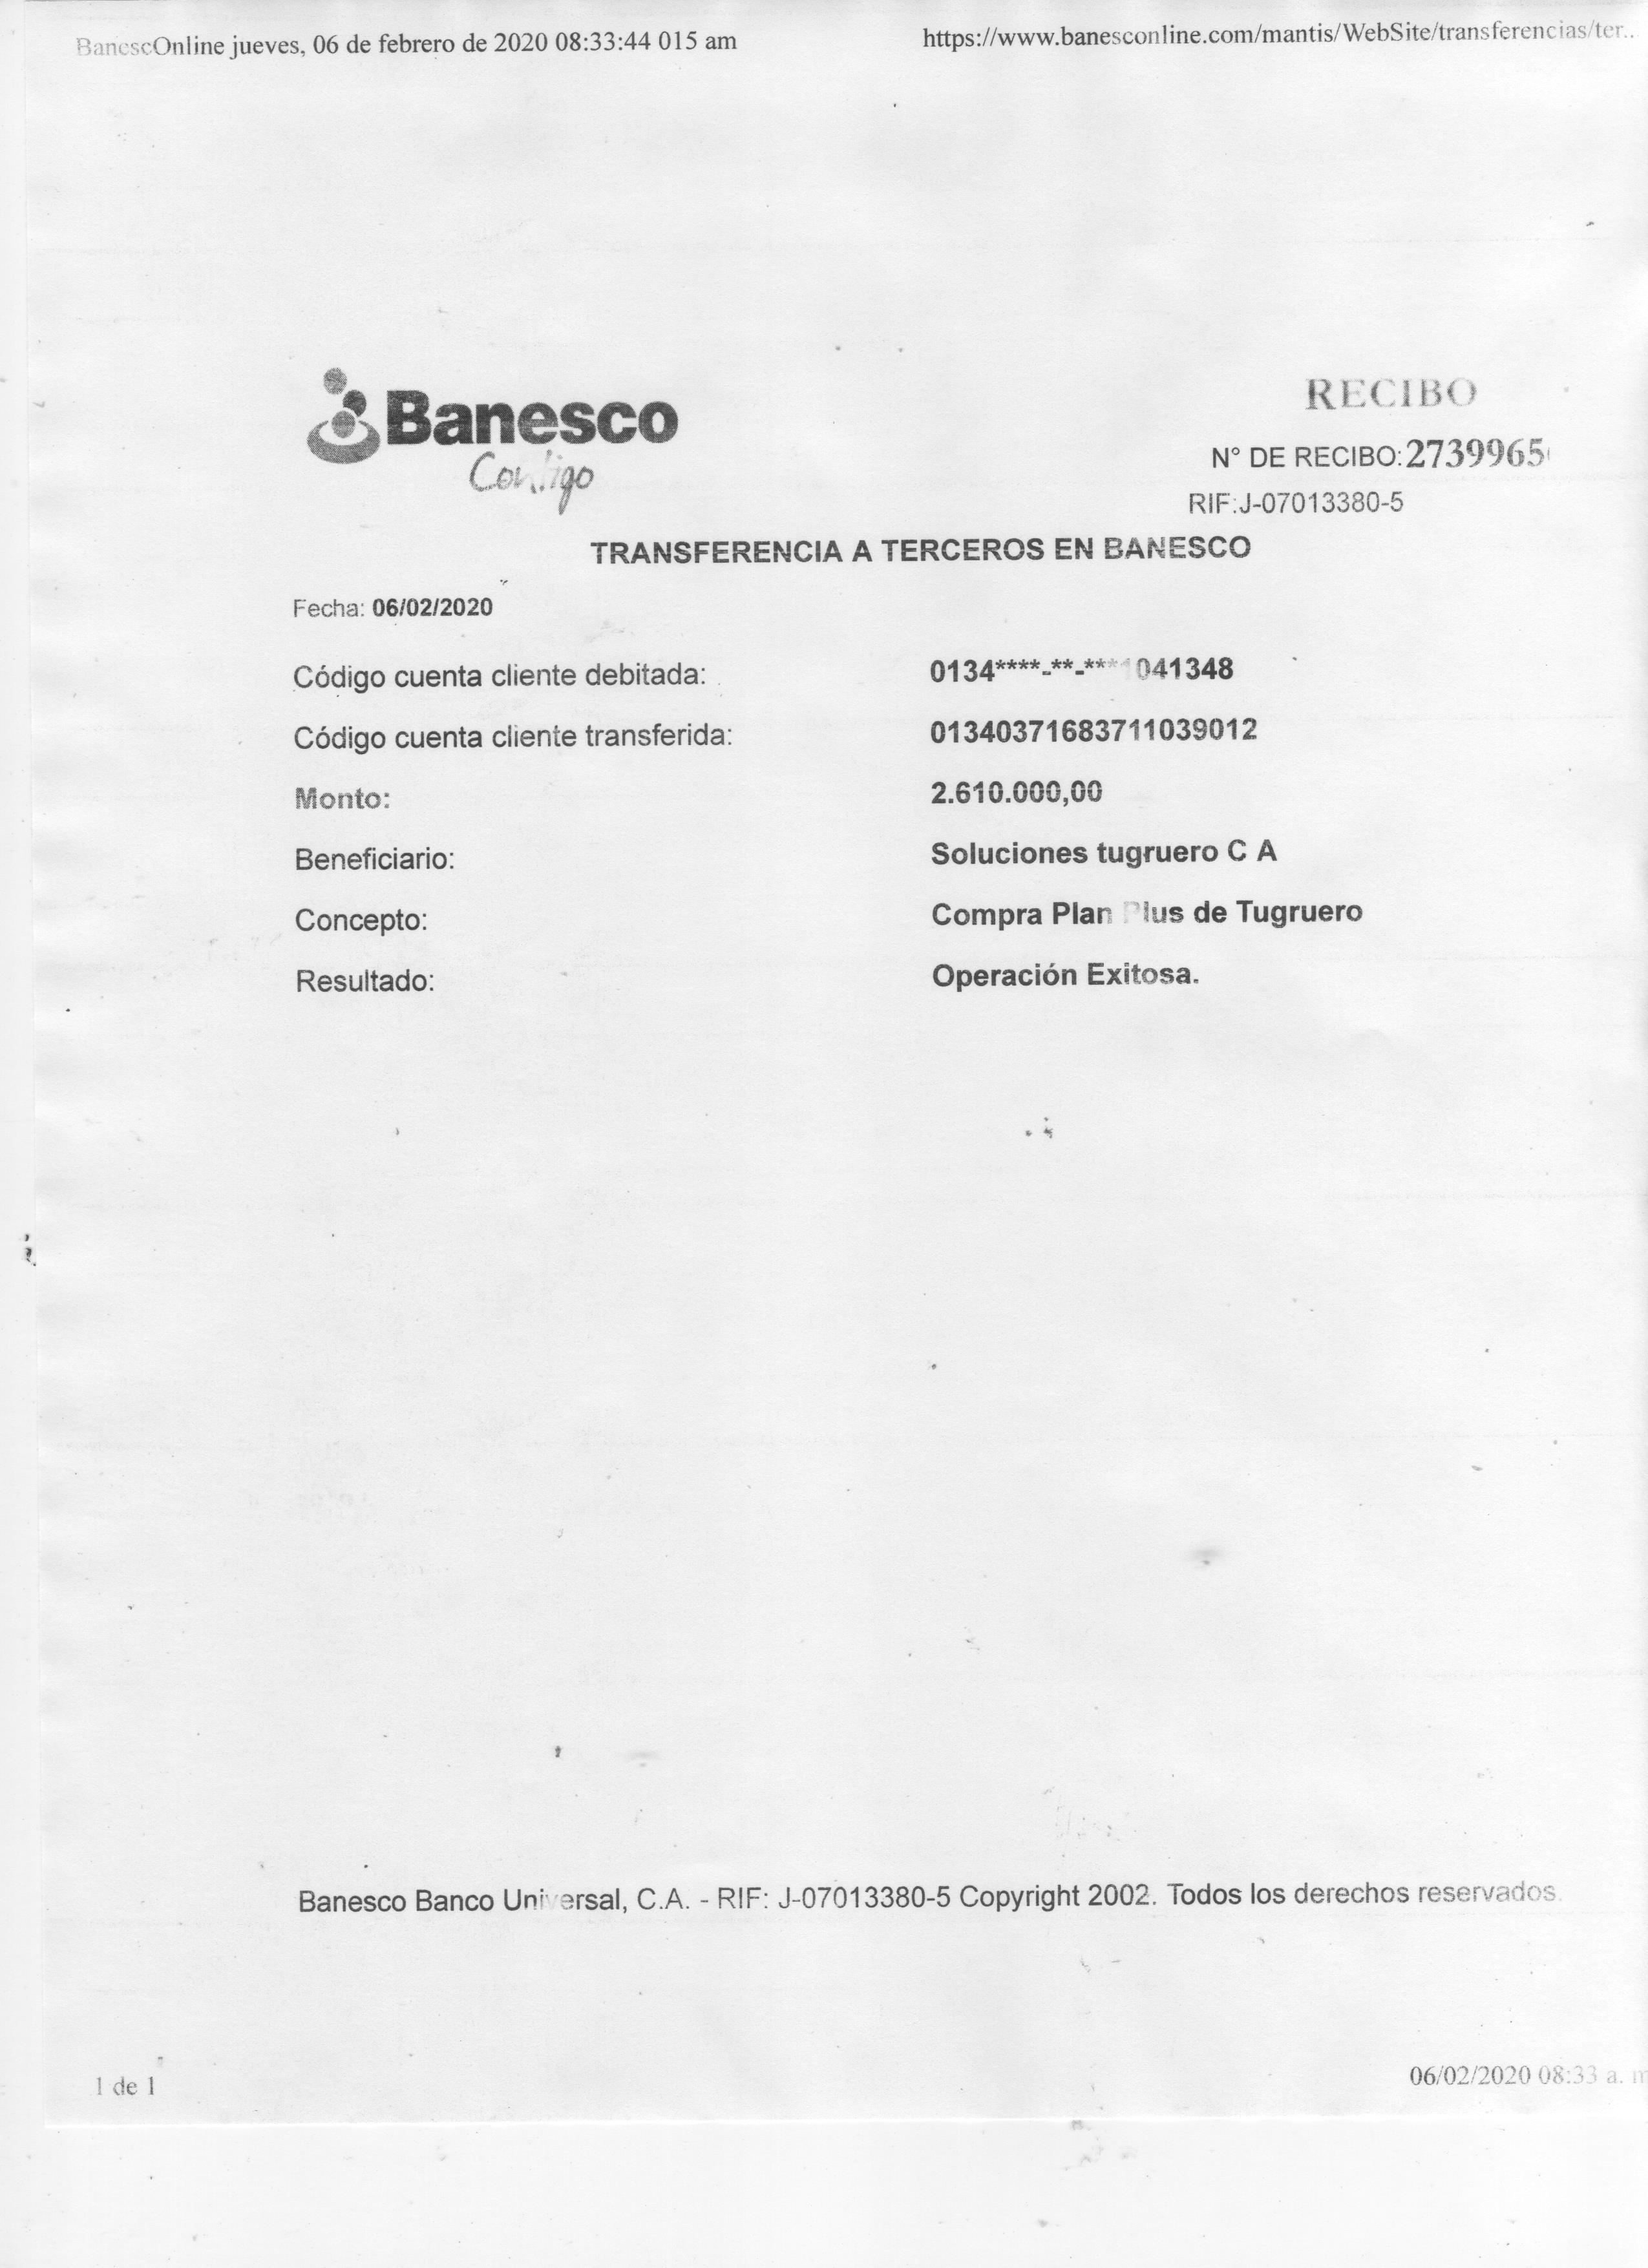 BanescOnline jueves, 06 de febrero de 2020 08:33:44 015 am
https://www.banesconline.com/mantis/WebSite/transferencias/ter..
Banesco
Contigo
RECIBO
N° DE RECIBO:2739965
RIF:J-07013380-5
TRANSFERENCIA A TERCEROS EN BANESCO
Fecha: 06/02/2020
Código cuenta cliente debitada: 0134****-**-***1041348
Código cuenta cliente transferida: 01340371683711039012
Monto: 2.610.000,00
Beneficiario: Soluciones tugruero C A
Concepto: Compra Plan Plus de Tugruero
Resultado: Operación Exitosa.
Banesco Banco Universal, C.A. - RIF: J-07013380-5 Copyright 2002. Todos los derechos reservados.
1 de 1
06/02/2020 08:33 a. m